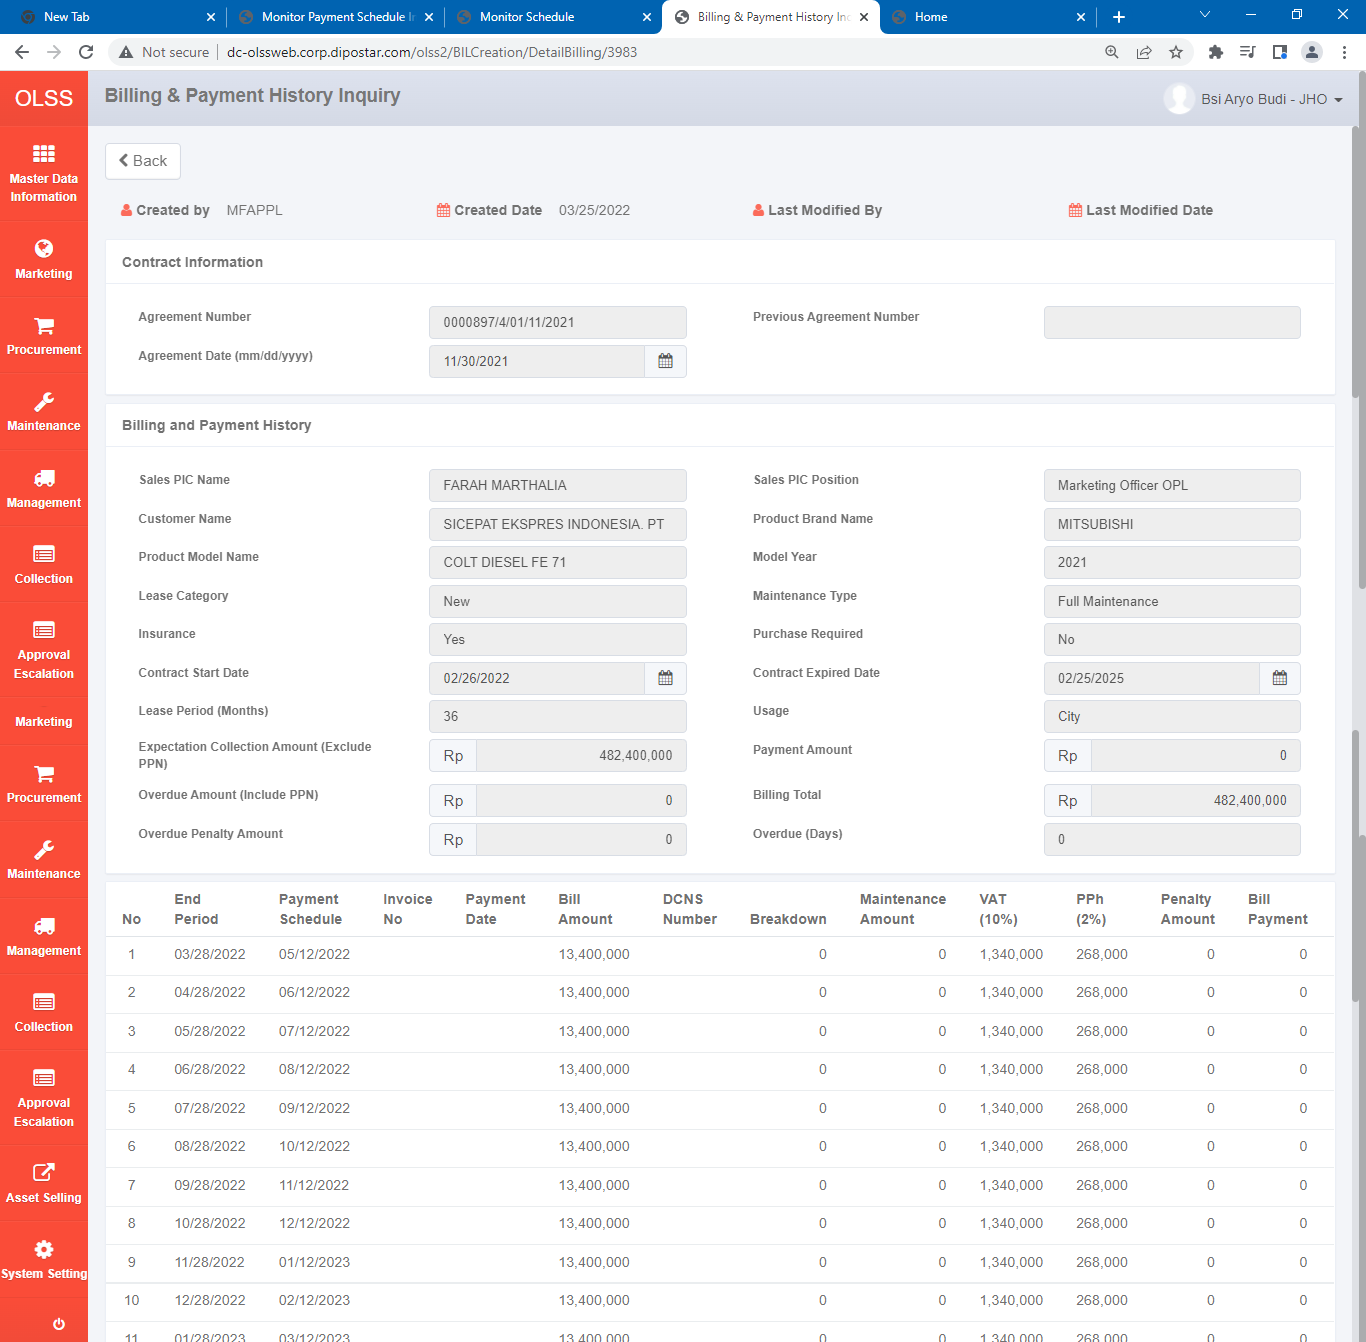 New Tab
Monitor Payment Schedule In
Monitor Schedule
Billing & Payment History Inq
Home
Not secure
dc-olssweb.corp.dipostar.com/olss2/BILCreation/DetailBilling/3983
OLSS
Billing & Payment History Inquiry
Bsi Aryo Budi - JHO
Master Data
Information
Marketing
Procurement
Maintenance
Management
Collection
Approval
Escalation
Marketing
Procurement
Maintenance
Management
Collection
Approval
Escalation
Asset Selling
System Setting
Back
Created by MFAPPL Created Date 03/25/2022 Last Modified By Last Modified Date
Contract Information
Agreement Number 0000897/4/01/11/2021 Previous Agreement Number
Agreement Date (mm/dd/yyyy) 11/30/2021
Billing and Payment History
Sales PIC Name FARAH MARTHALIA Sales PIC Position Marketing Officer OPL
Customer Name SICEPAT EKSPRES INDONESIA. PT Product Brand Name MITSUBISHI
Product Model Name COLT DIESEL FE 71 Model Year 2021
Lease Category New Maintenance Type Full Maintenance
Insurance Yes Purchase Required No
Contract Start Date 02/26/2022 Contract Expired Date 02/25/2025
Lease Period (Months) 36 Usage City
Expectation Collection Amount (Exclude
PPN) Rp 482,400,000 Payment Amount Rp 0
Overdue Amount (Include PPN) Rp 0 Billing Total Rp 482,400,000
Overdue Penalty Amount Rp 0 Overdue (Days) 0
No End Period Payment Schedule Invoice No Payment Date Bill Amount DCNS Number Breakdown Maintenance Amount VAT (10%) PPh (2%) Penalty Amount Bill Payment
1 03/28/2022 05/12/2022 13,400,000 0 0 1,340,000 268,000 0 0
2 04/28/2022 06/12/2022 13,400,000 0 0 1,340,000 268,000 0 0
3 05/28/2022 07/12/2022 13,400,000 0 0 1,340,000 268,000 0 0
4 06/28/2022 08/12/2022 13,400,000 0 0 1,340,000 268,000 0 0
5 07/28/2022 09/12/2022 13,400,000 0 0 1,340,000 268,000 0 0
6 08/28/2022 10/12/2022 13,400,000 0 0 1,340,000 268,000 0 0
7 09/28/2022 11/12/2022 13,400,000 0 0 1,340,000 268,000 0 0
8 10/28/2022 12/12/2022 13,400,000 0 0 1,340,000 268,000 0 0
9 11/28/2022 01/12/2023 13,400,000 0 0 1,340,000 268,000 0 0
10 12/28/2022 02/12/2023 13,400,000 0 0 1,340,000 268,000 0 0
11 01/28/2023 03/12/2023 13,400,000 0 0 1,340,000 268,000 0 0